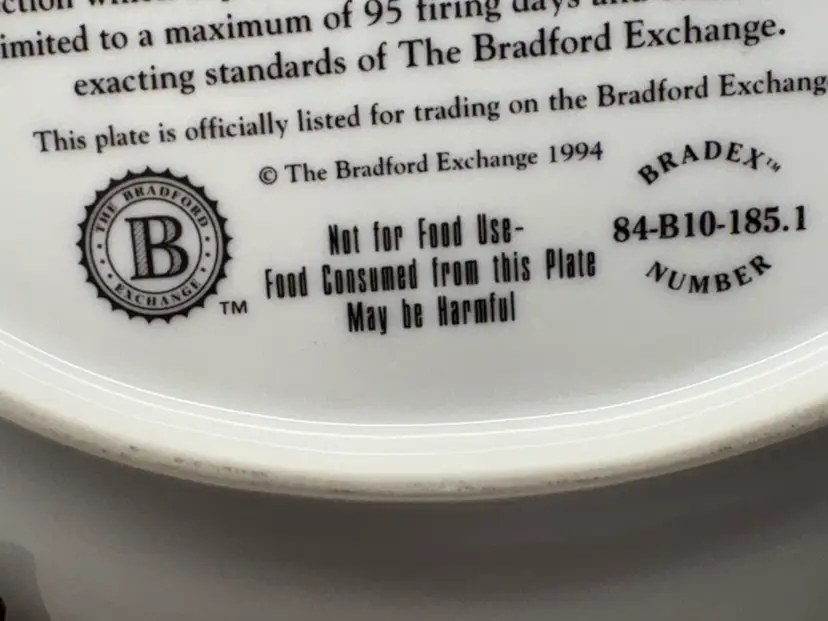 imited to a maximum of 95 firing days and
exacting standards of The Bradford Exchange.
This plate is officially listed for trading on the Bradford Exchang
© The Bradford Exchange 1994
THE BRADFORD
B
EXCHANGE
TM
Not for Food Use-
Food Consumed from this Plate
May be Harmful
BRADEX™
84-B10-185.1
NUMBER